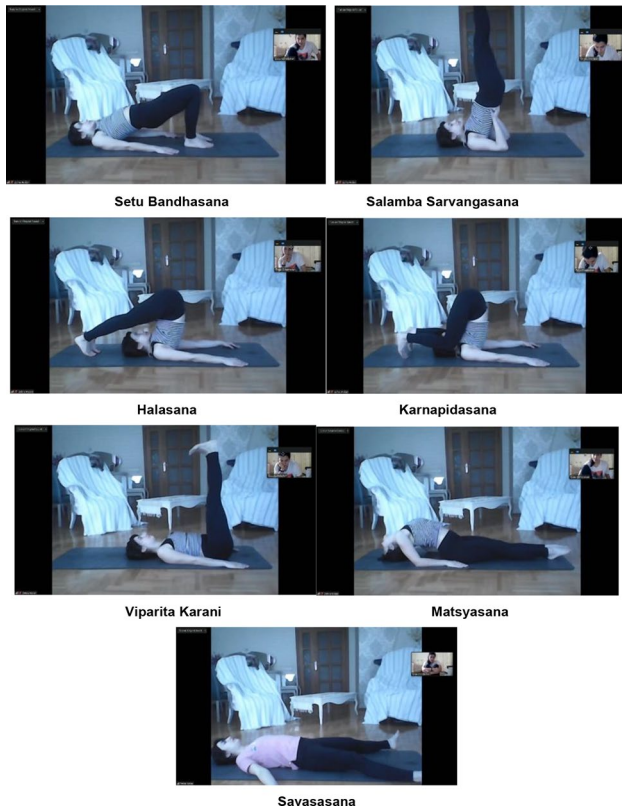 Setu Bandhasana
Salamba Sarvangasana
Halasana
Karnapidasana
Viparita Karani
Matsyasana
Savasasana